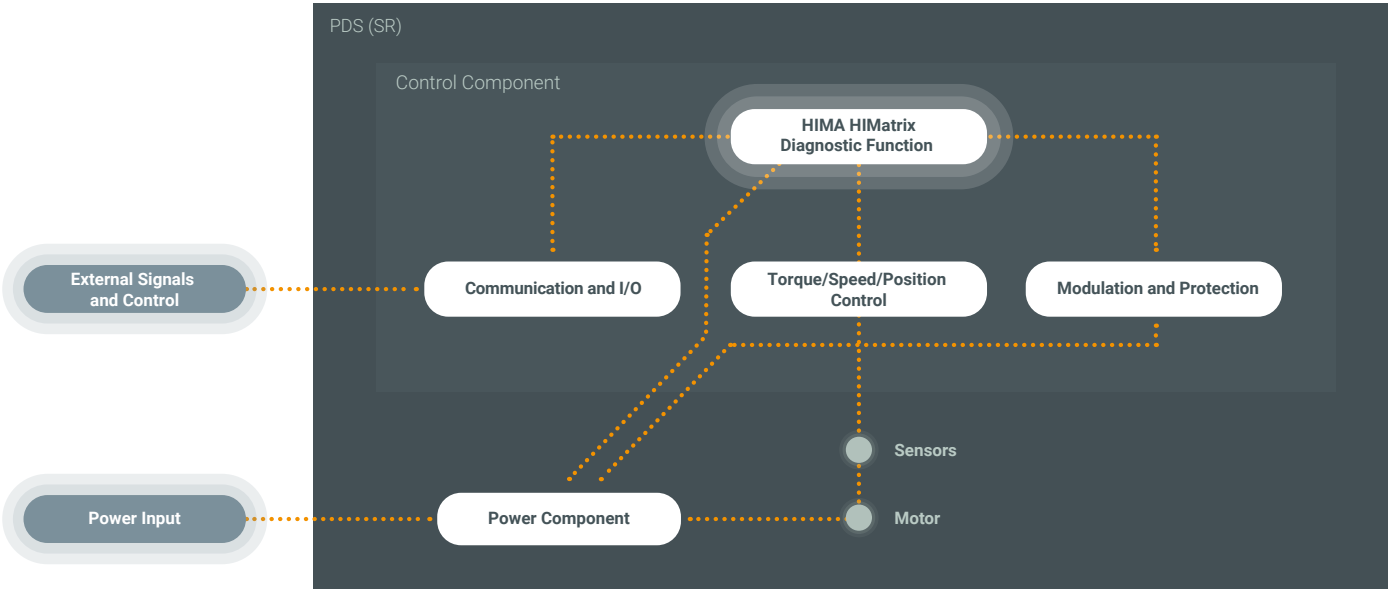 PDS (SR)
Control Component
HIMA HIMatrix
Diagnostic Function
External Signals
and Control
Communication and I/O
Torque/Speed/Position
Control
Modulation and Protection
Sensors
Power Input
Power Component
Motor